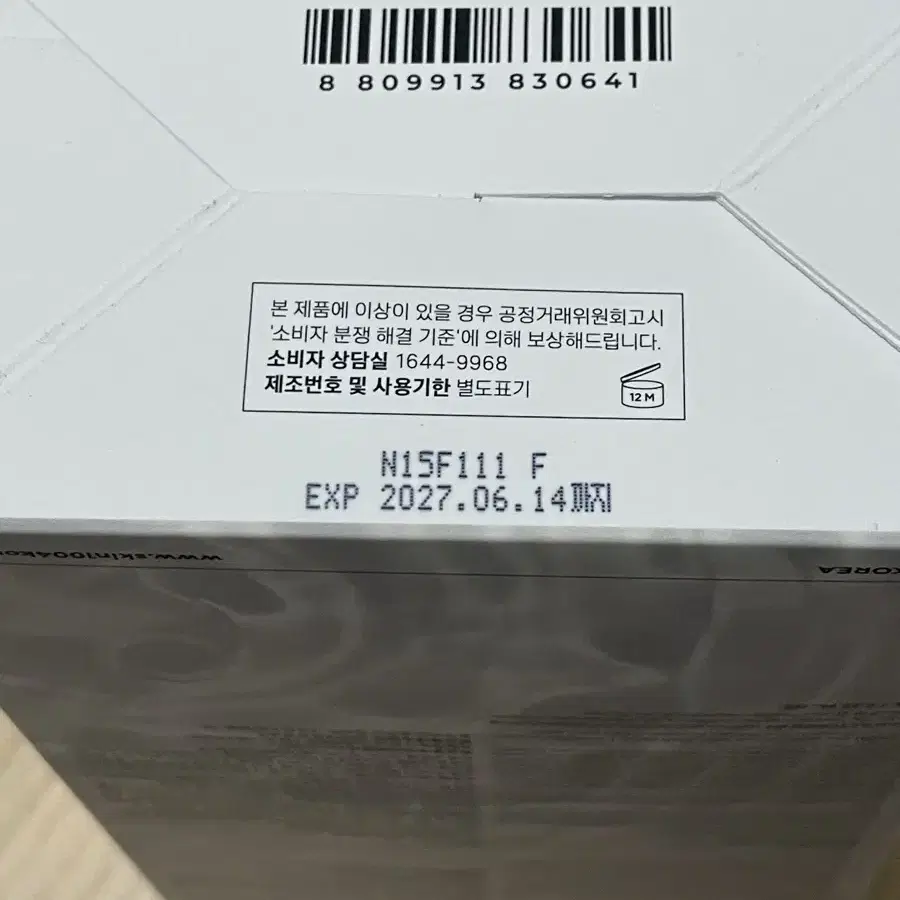 8 809913 830641
본 제품에 이상이 있을 경우 공정거래위원회고시
'소비자 분쟁 해결 기준'에 의해 보상해드립니다.
소비자 상담실 1644-9968
제조번호 및 사용기한 별도표기
12 M
N15F111 F
EXP 2027.06.14까지
www.skin1004ko
KOREA